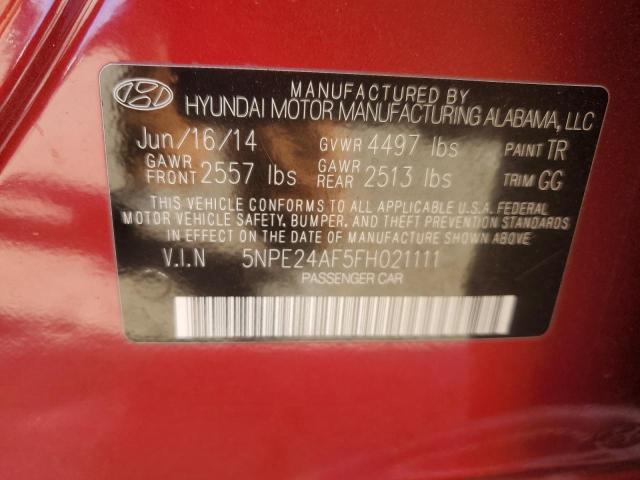 MANUFACTURED BY
HYUNDAI MOTOR MANUFACTURING ALABAMA, LLC
Jun/16/14 GVWR 4497 lbs PAINT TR
GAWR FRONT 2557 lbs GAWR REAR 2513 lbs TRIM GG
THIS VEHICLE CONFORMS TO ALL APPLICABLE U.S.A. FEDERAL
MOTOR VEHICLE SAFETY, BUMPER, AND THEFT PREVENTION STANDARDS
IN EFFECT ON THE DATE OF MANUFACTURE SHOWN ABOVE.
V.I.N 5NPE24AF5FH021111
PASSENGER CAR